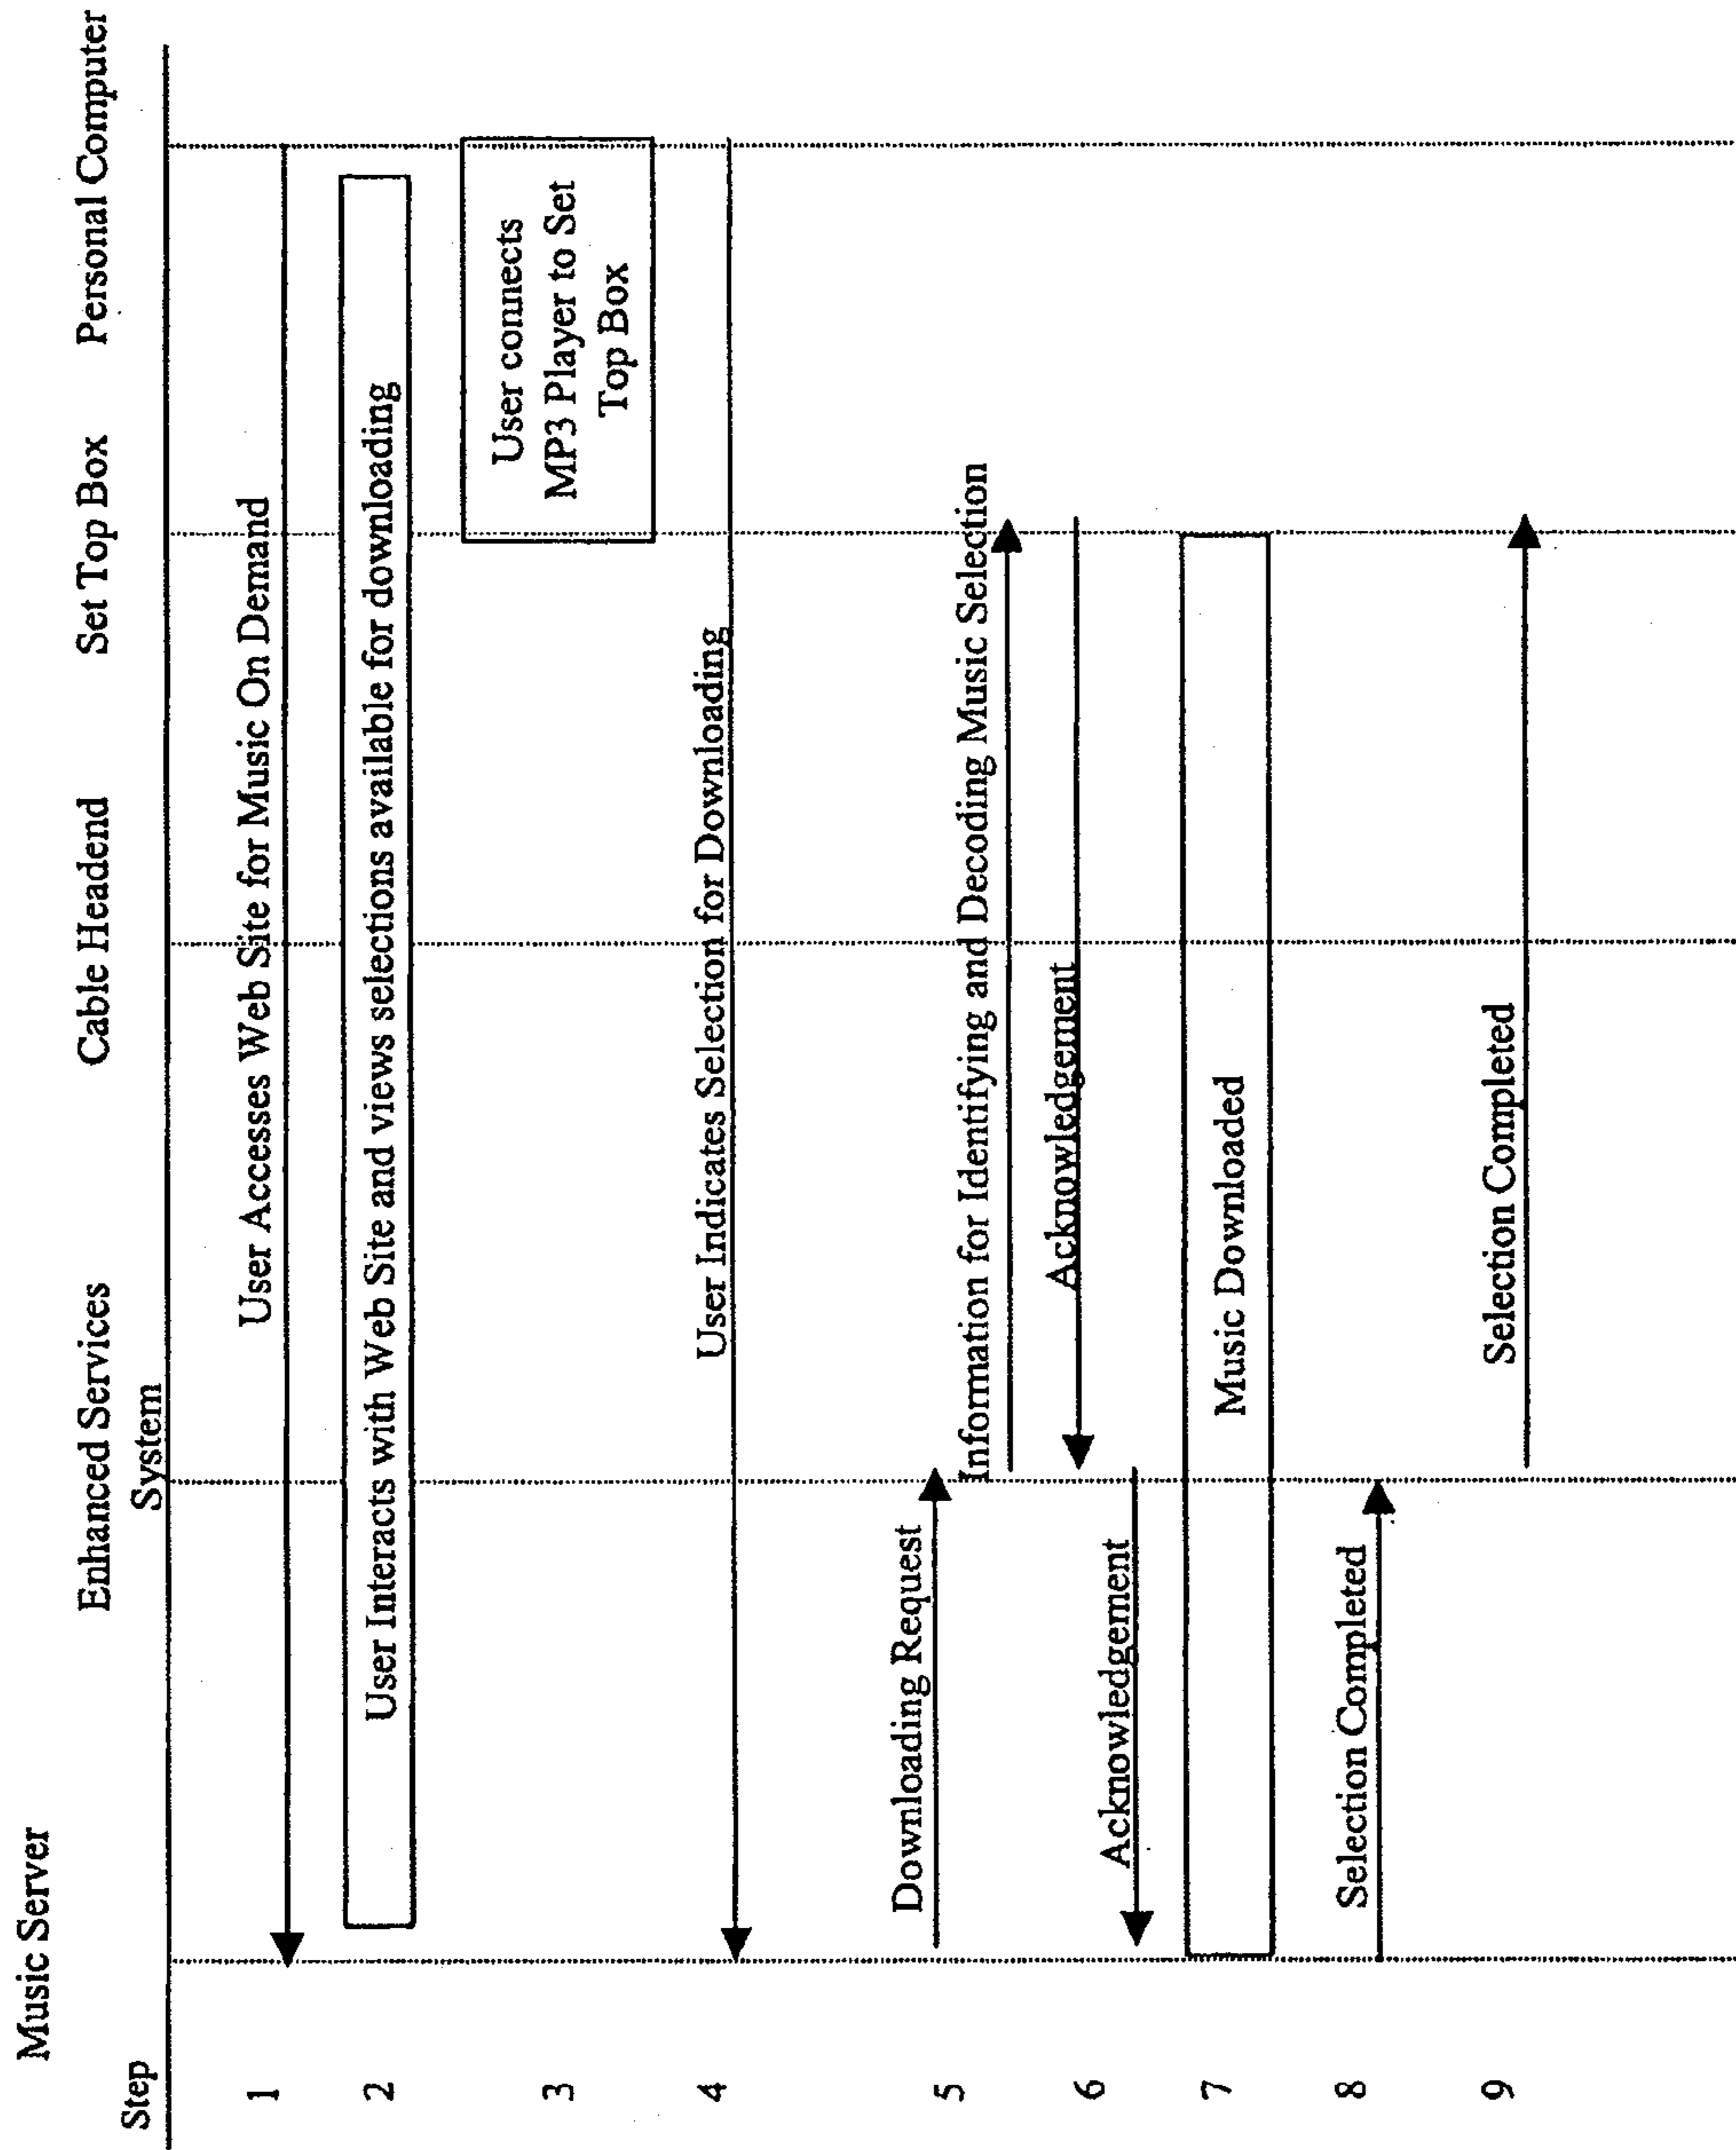 Music Server
Enhanced Services
System
Cable Headend
Set Top Box
Personal Computer
Step
1
User Accesses Web Site for Music On Demand
2
User Interacts with Web Site and views selections available for downloading
3
User connects
MP3 Player to Set
Top Box
4
User Indicates Selection for Downloading
5
Downloading Request
Information for Identifying and Decoding Music Selection
6
Acknowledgement
Acknowledgement
7
Music Downloaded
8
Selection Completed
9
Selection Completed